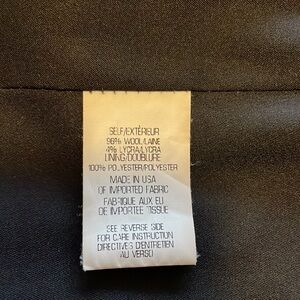 SELF/EXTÉRIEUR
96% WOOL/LAINE
4% LYCRA/LYCRA
LINING/DOUBLURE
100% POLYESTER/POLYESTER
MADE IN USA
OF IMPORTED FABRIC
FABRIQUE AUX EU
DE IMPORTEE TISSUE
SEE REVERSE SIDE
FOR CARE INSTRUCTION
DIRECTIVES D'ENTRETIEN
AU VERSO